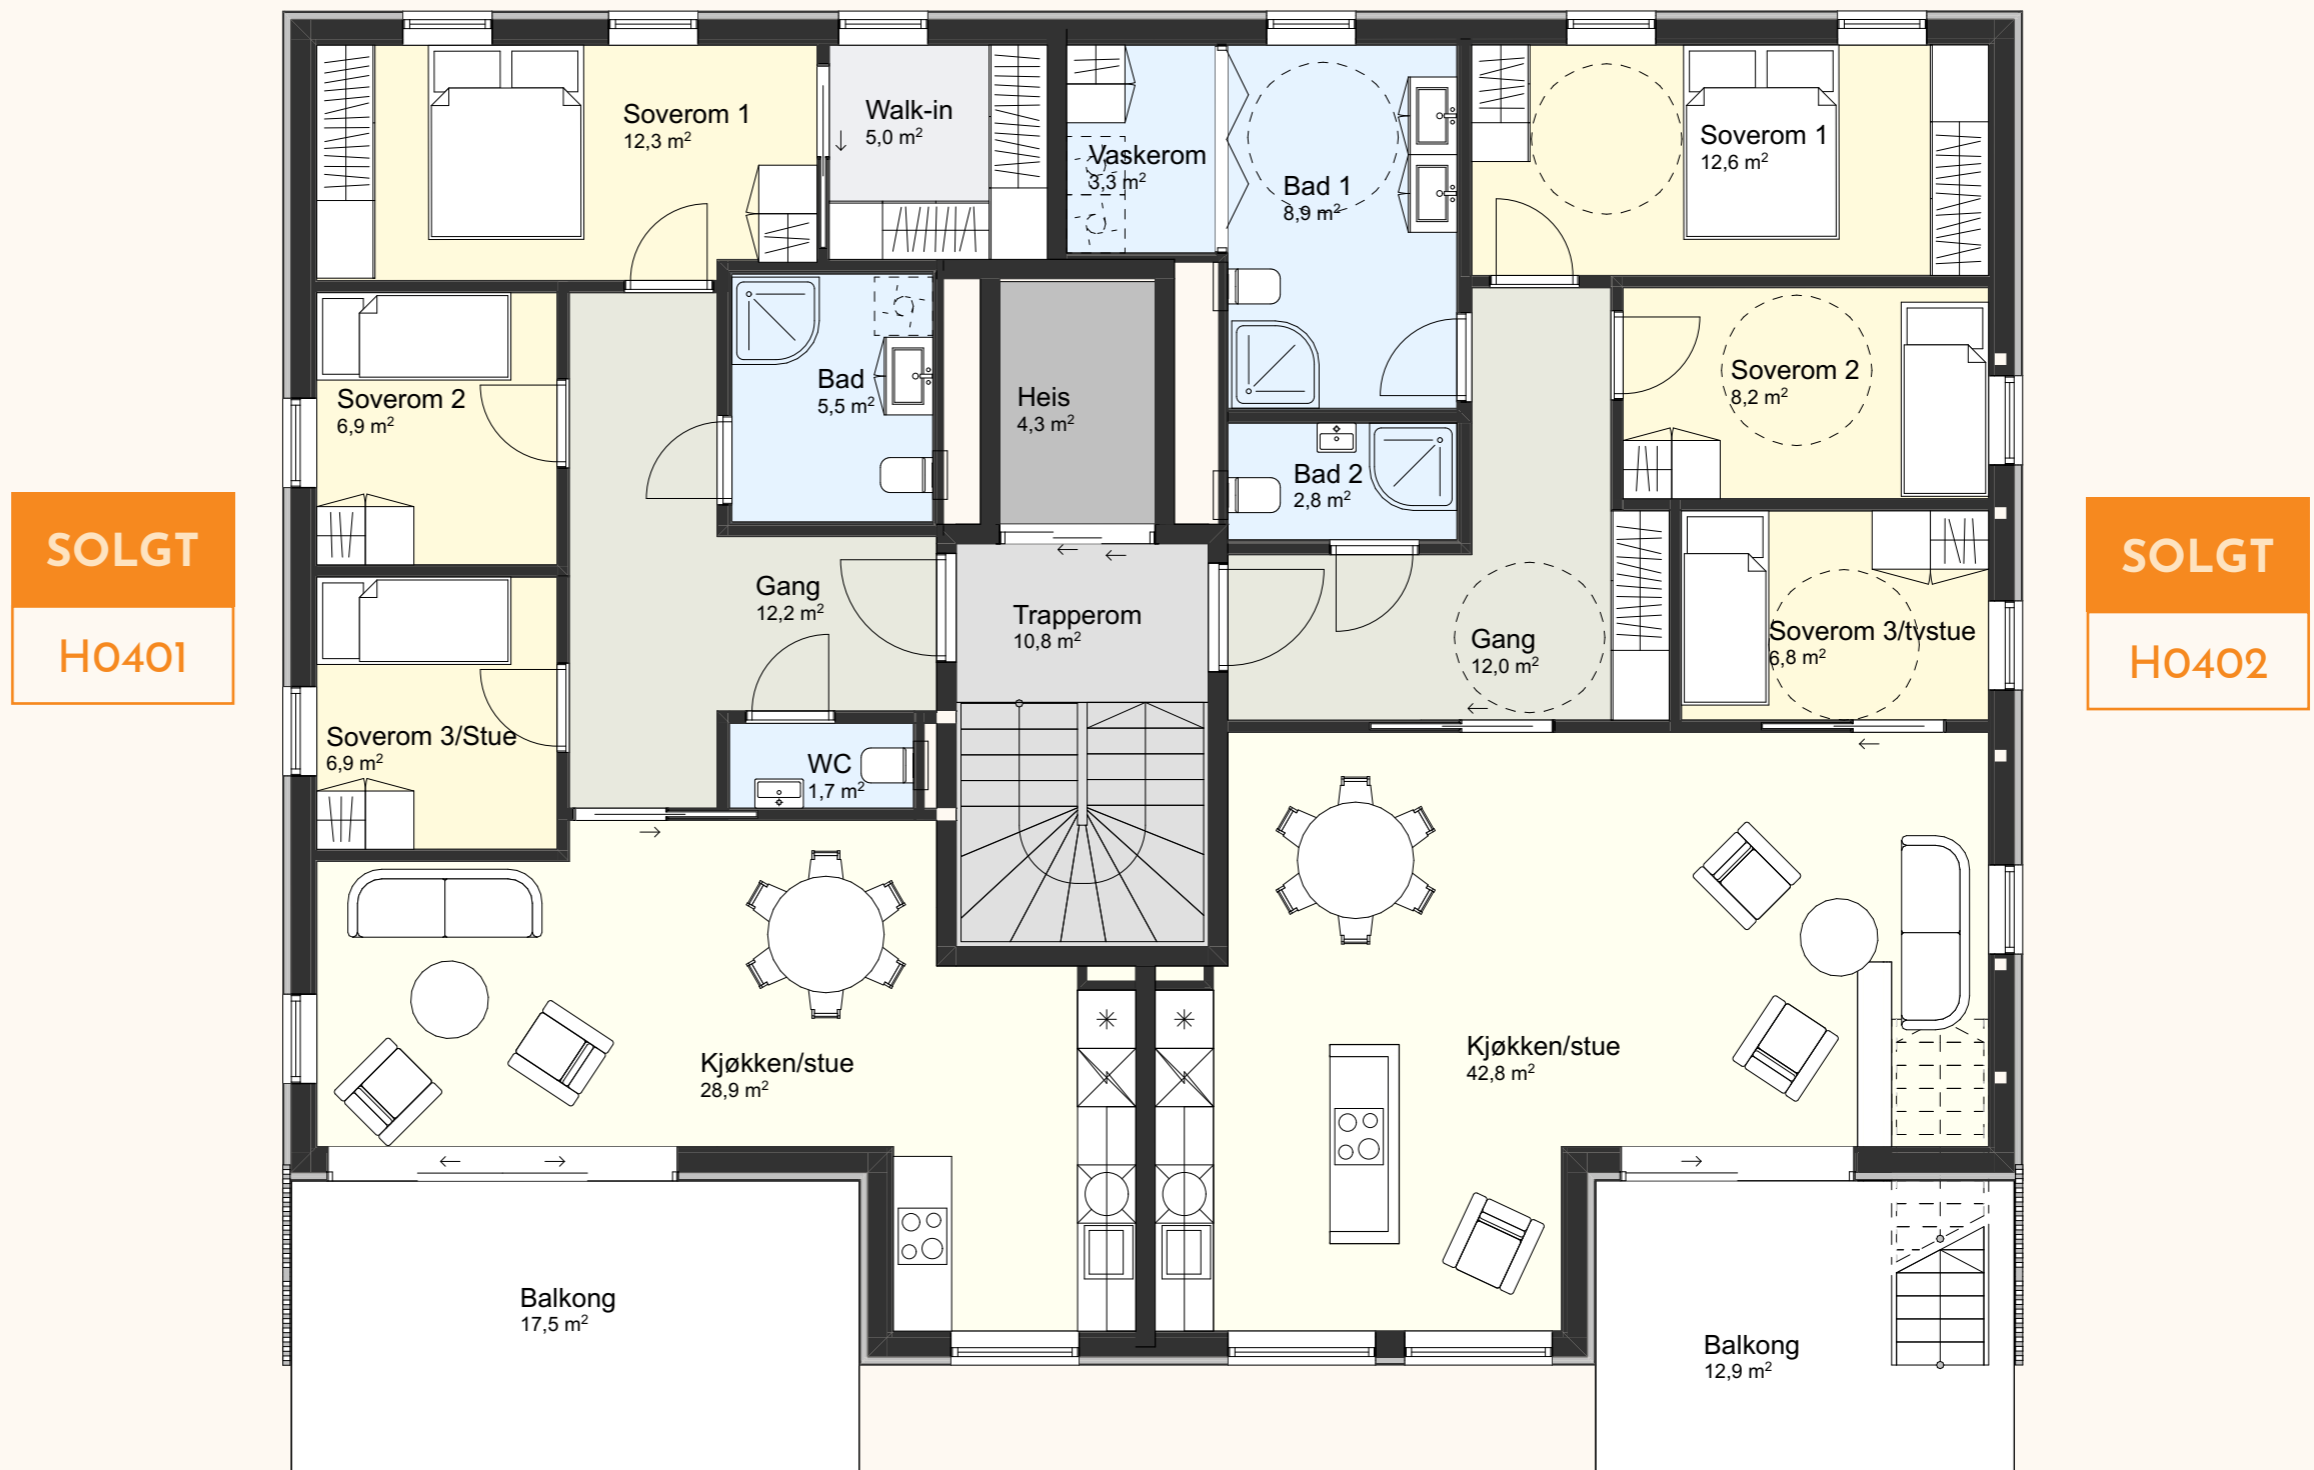 Soverom 1
12,3 m²
Walk-in
5,0 m²
Vaskerom
3,3 m²
Bad 1
8,9 m²
Soverom 1
12,6 m²
Soverom 2
6,9 m²
Bad
5,5 m²
Heis
4,3 m²
Bad 2
2,8 m²
Soverom 2
8,2 m²
SOLGT
H0401
SOLGT
H0402
Gang
12,2 m²
Trapperom
10,8 m²
Gang
12,0 m²
Soverom 3/tvstue
6,8 m²
Soverom 3/Stue
6,9 m²
WC
1,7 m²
Kjøkken/stue
28,9 m²
Kjøkken/stue
42,8 m²
Balkong
17,5 m²
Balkong
12,9 m²